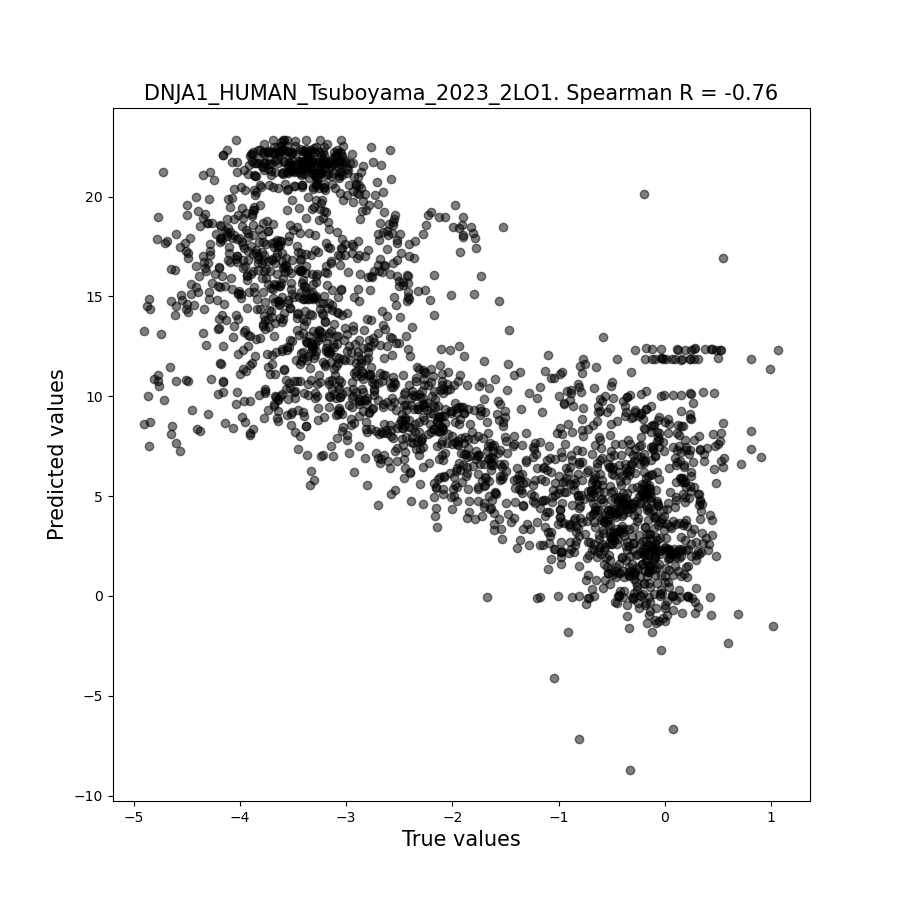 DNJA1_HUMAN_Tsuboyama_2023_2LO1. Spearman R = -0.76
20
15
10
5
0
−5
−10
Predicted values
−5 −4 −3 −2 −1 0 1
True values